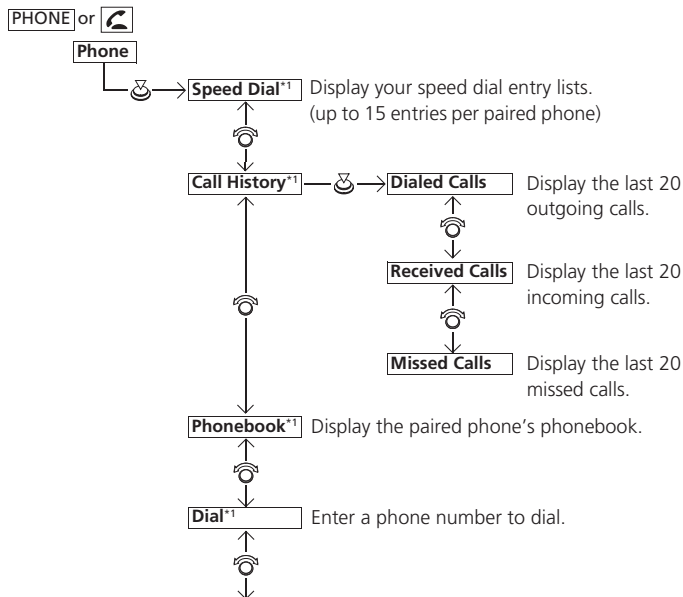 PHONE or
Phone
Speed Dial*1 Display your speed dial entry lists.
(up to 15 entries per paired phone)
Call History*1 Dialed Calls Display the last 20
outgoing calls.
Received Calls Display the last 20
incoming calls.
Missed Calls Display the last 20
missed calls.
Phonebook*1 Display the paired phone’s phonebook.
Dial*1 Enter a phone number to dial.